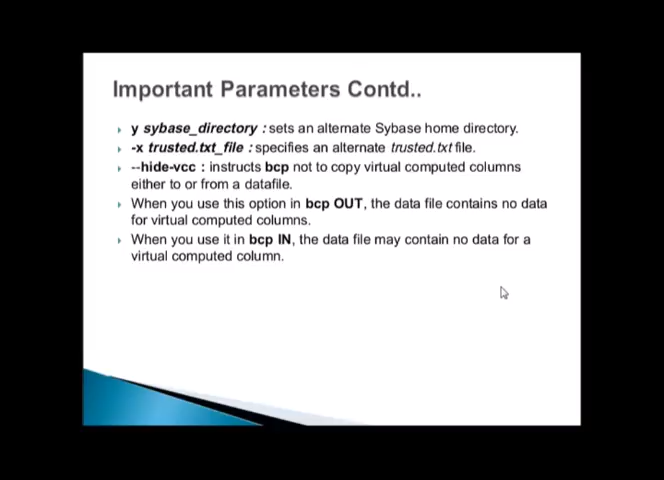 Important Parameters Contd..
y sybase_directory : sets an alternate Sybase home directory.
-x trusted.txt_file : specifies an alternate trusted.txt file.
--hide-vcc : instructs bcp not to copy virtual computed columns
either to or from a datafile.
When you use this option in bcp OUT, the data file contains no data
for virtual computed columns.
When you use it in bcp IN, the data file may contain no data for a
virtual computed column.